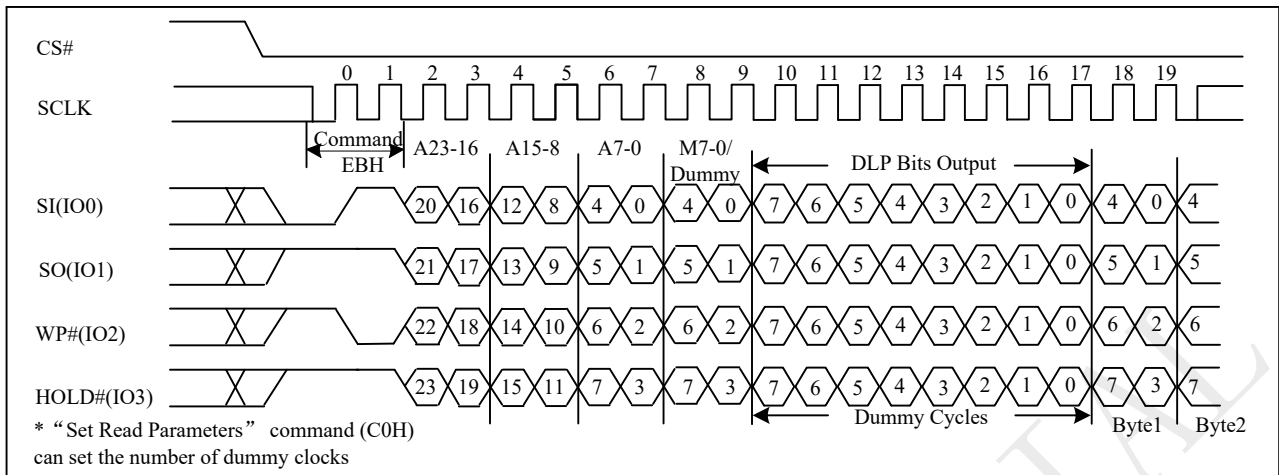 CS#
0 1 2 3 4 5 6 7 8 9 10 11 12 13 14 15 16 17 18 19
SCLK
Command
EBH
A23-16 A15-8 A7-0 M7-0/
Dummy
DLP Bits Output
SI(IO0) 20 16 12 8 4 0 4 0 7 6 5 4 3 2 1 0 4 0 4
SO(IO1) 21 17 13 9 5 1 5 1 7 6 5 4 3 2 1 0 5 1 5
WP#(IO2) 22 18 14 10 6 2 6 2 7 6 5 4 3 2 1 0 6 2 6
HOLD#(IO3) 23 19 15 11 7 3 7 3 7 6 5 4 3 2 1 0 7 3 7
Dummy Cycles
Byte1 Byte2
* “Set Read Parameters” command (C0H)
can set the number of dummy clocks